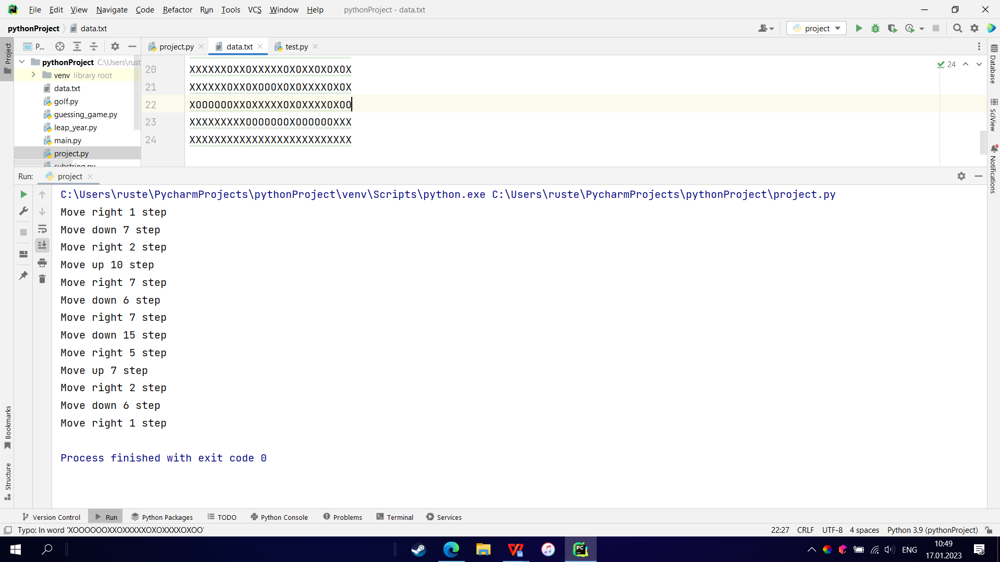 File Edit View Navigate Code Refactor Run Tools VCS Window Help pythonProject - data.txt
pythonProject data.txt project
Project P... project.py data.txt test.py
pythonProject C:\Users\rust
venv library root
data.txt
golf.py
guessing_game.py
leap_year.py
main.py
project.py
substring.py
20 XXXXXXOXXOXXXXXOXOXXOXOXOX
21 XXXXXXOXXOXOOOXOXOXXXXOXOX
22 XOOOOOOXXOXXXXXOXOXXXXOXOO
23 XXXXXXXXXOOOOOOOXOOOOOOXXX
24 XXXXXXXXXXXXXXXXXXXXXXXXXX
24
Database
SciView
Notifications
Run: project
C:\Users\ruste\PycharmProjects\pythonProject\venv\Scripts\python.exe C:\Users\ruste\PycharmProjects\pythonProject\project.py
Move right 1 step
Move down 7 step
Move right 2 step
Move up 10 step
Move right 7 step
Move down 6 step
Move right 7 step
Move down 15 step
Move right 5 step
Move up 7 step
Move right 2 step
Move down 6 step
Move right 1 step
Process finished with exit code 0
Bookmarks
Structure
Version Control Run Python Packages TODO Python Console Problems Terminal Services
Typo: In word 'XOOOOOOXXOXXXXXOXOXXXXOXOO' 22:27 CRLF UTF-8 4 spaces Python 3.9 (pythonProject)
ENG 10:49
17.01.2023